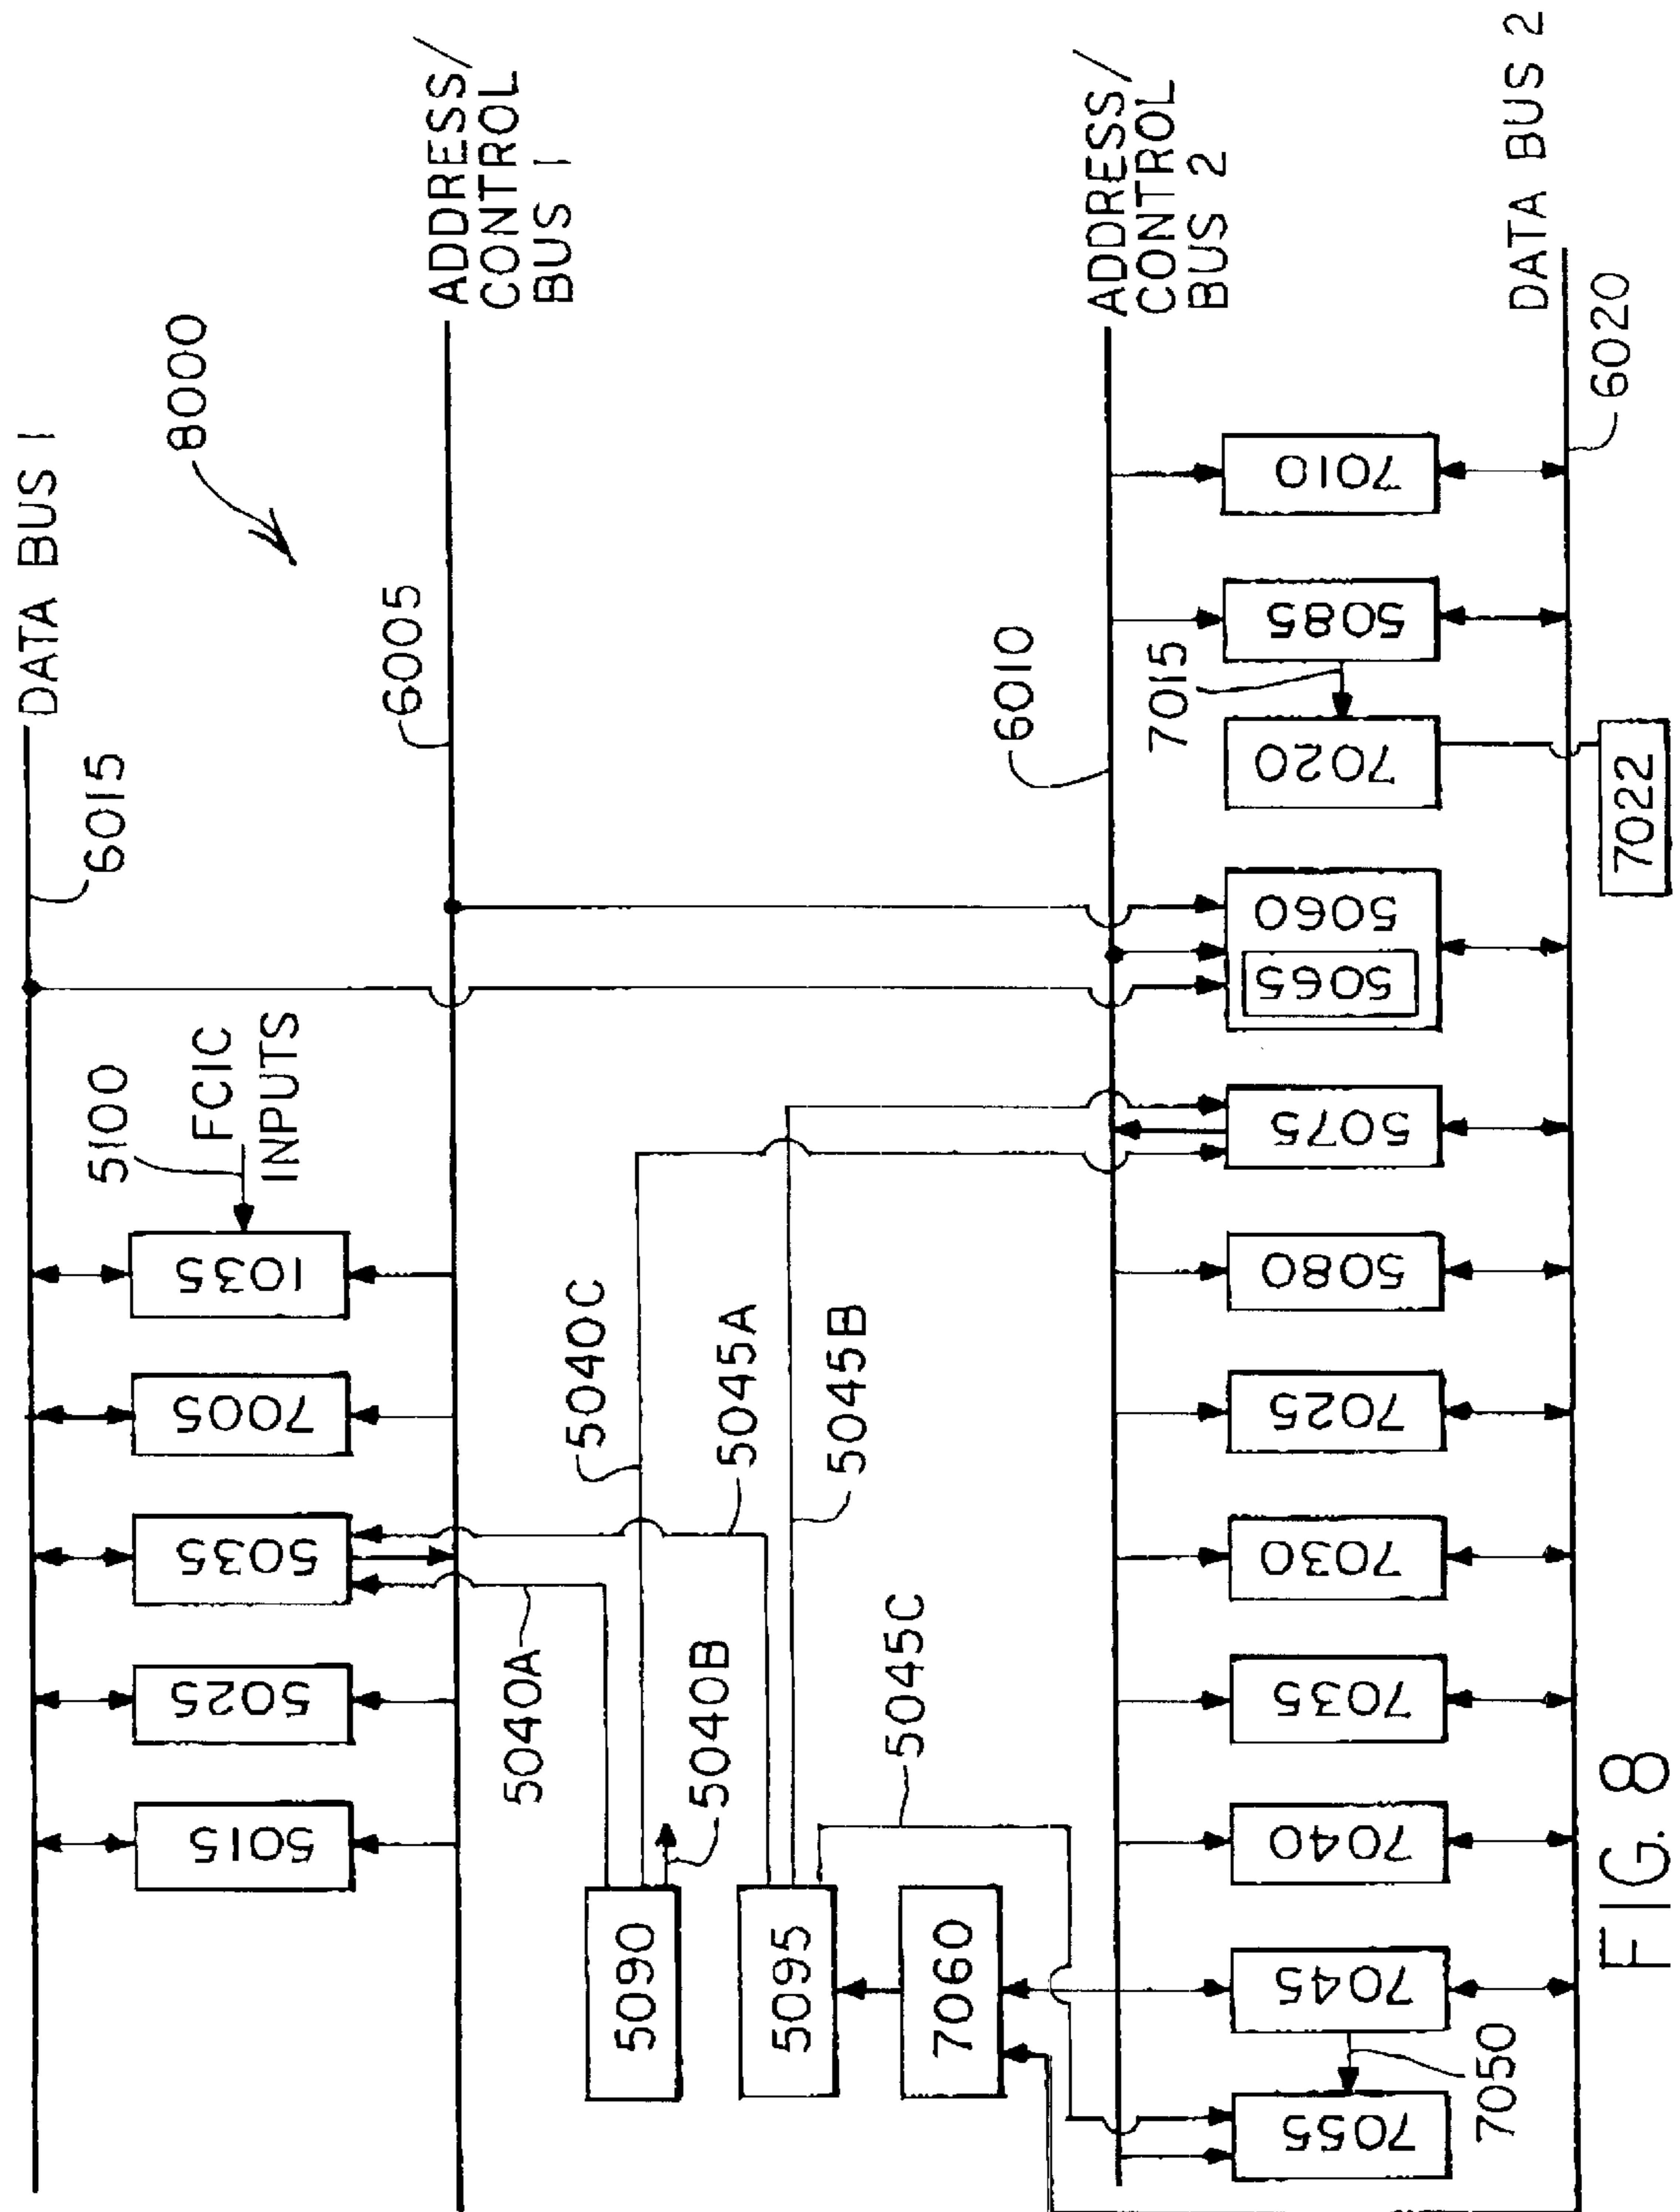 DATA BUS 1
6015
8000
ADDRESS/
CONTROL
BUS 1
6005
5100
FCIC
INPUTS
5015
5025
5035
7005
1035
5040A
5040B
5040C
5045A
5045B
5045C
5090
5095
7060
ADDRESS/
CONTROL
BUS 2
6010
7055
7050
7045
7040
7035
7030
7025
5080
5075
5065
5060
7020
7015
5085
7010
7022
DATA BUS 2
6020
FIG. 8